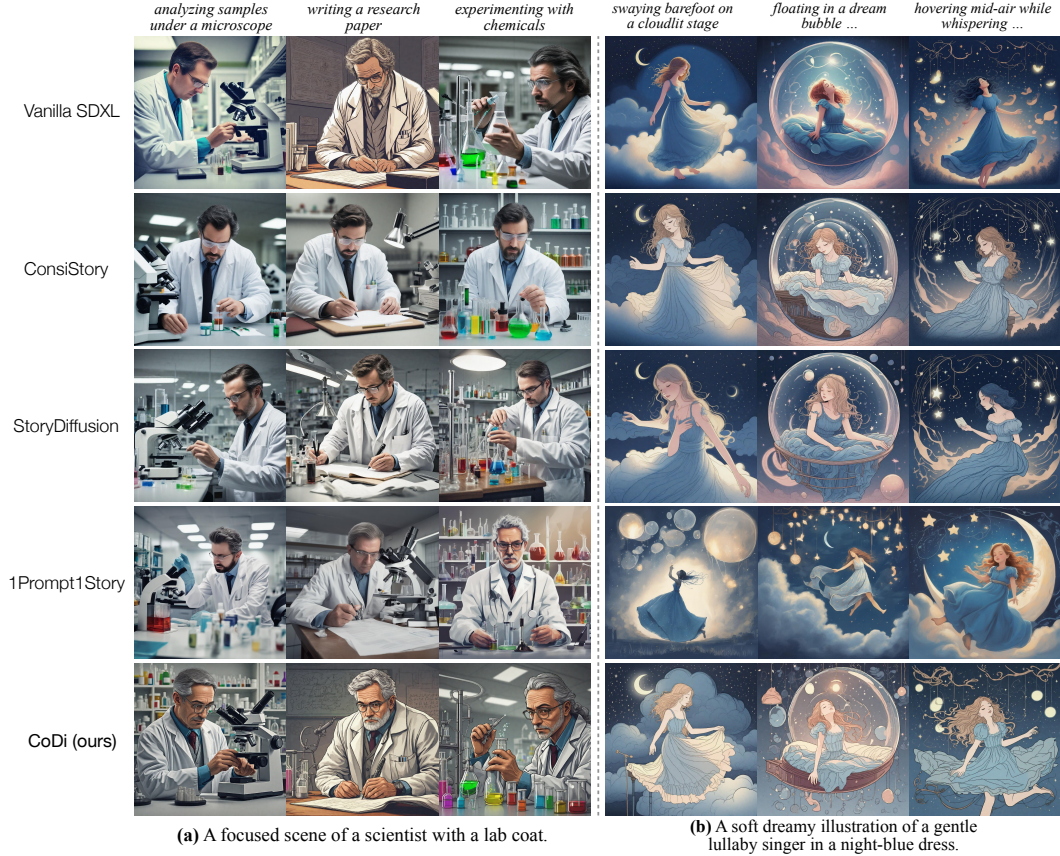 analyzing samples
under a microscope
writing a research
paper
experimenting with
chemicals
swaying barefoot on
a cloudlit stage
floating in a dream
bubble ...
hovering mid-air while
whispering ...
Vanilla SDXL
ConsiStory
StoryDiffusion
1Prompt1Story
CoDi (ours)
(a) A focused scene of a scientist with a lab coat.
(b) A soft dreamy illustration of a gentle
lullaby singer in a night-blue dress.